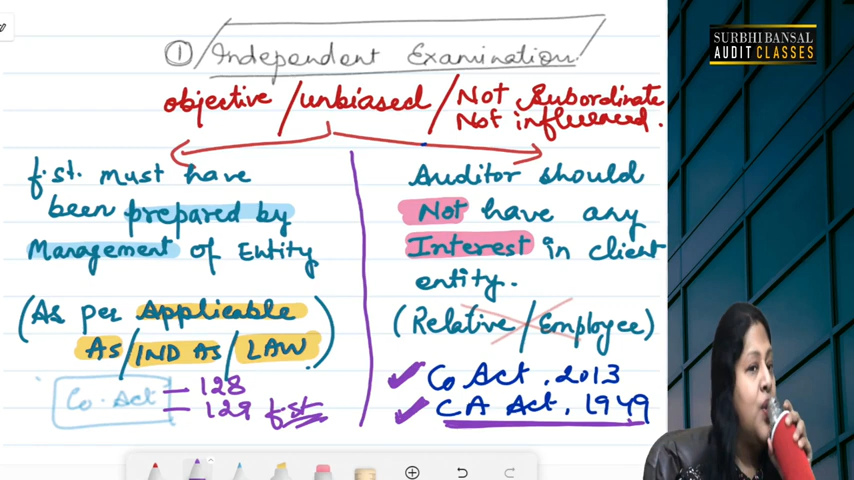 SURBHI BANSAL
AUDIT CLASSES
① Independent Examination
objective / unbiased / Not Subordinate
Not influenced.
f.st. must have
been prepared by
Management of Entity
(As per Applicable
AS / IND AS / LAW)
Co. Act – 128
– 129 fst
Auditor should
Not have any
Interest in client
entity.
(Relative / Employee)
✓ Co Act, 2013
✓ CA Act, 1949